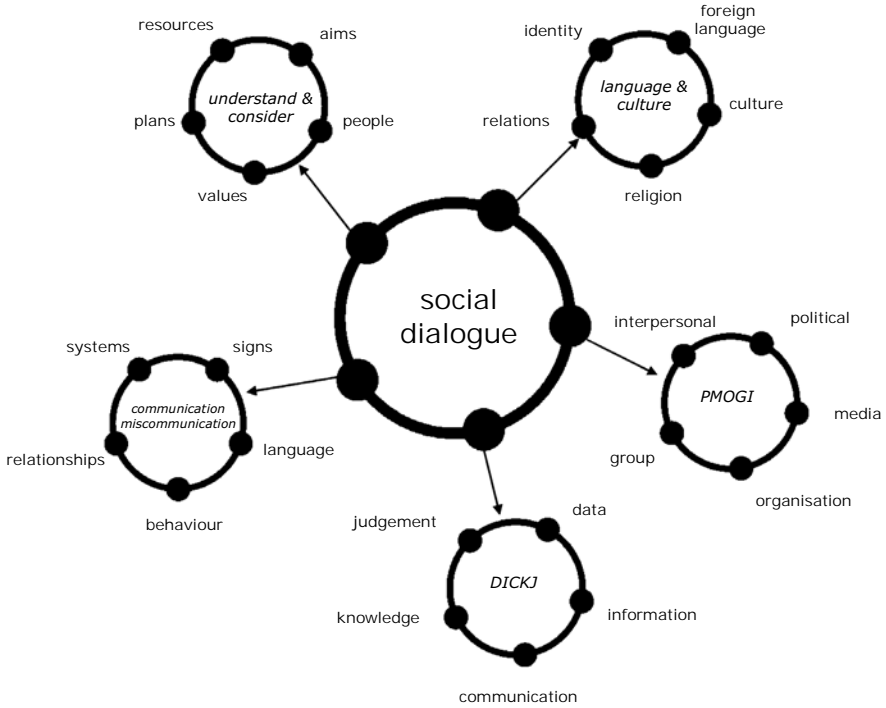 resources
aims
understand &
consider
plans
people
values
identity
foreign
language
language &
culture
relations
culture
religion
social
dialogue
systems
signs
communication
miscommunication
relationships
language
behaviour
interpersonal
political
PMOGI
media
group
organisation
judgement
data
DICKJ
knowledge
information
communication